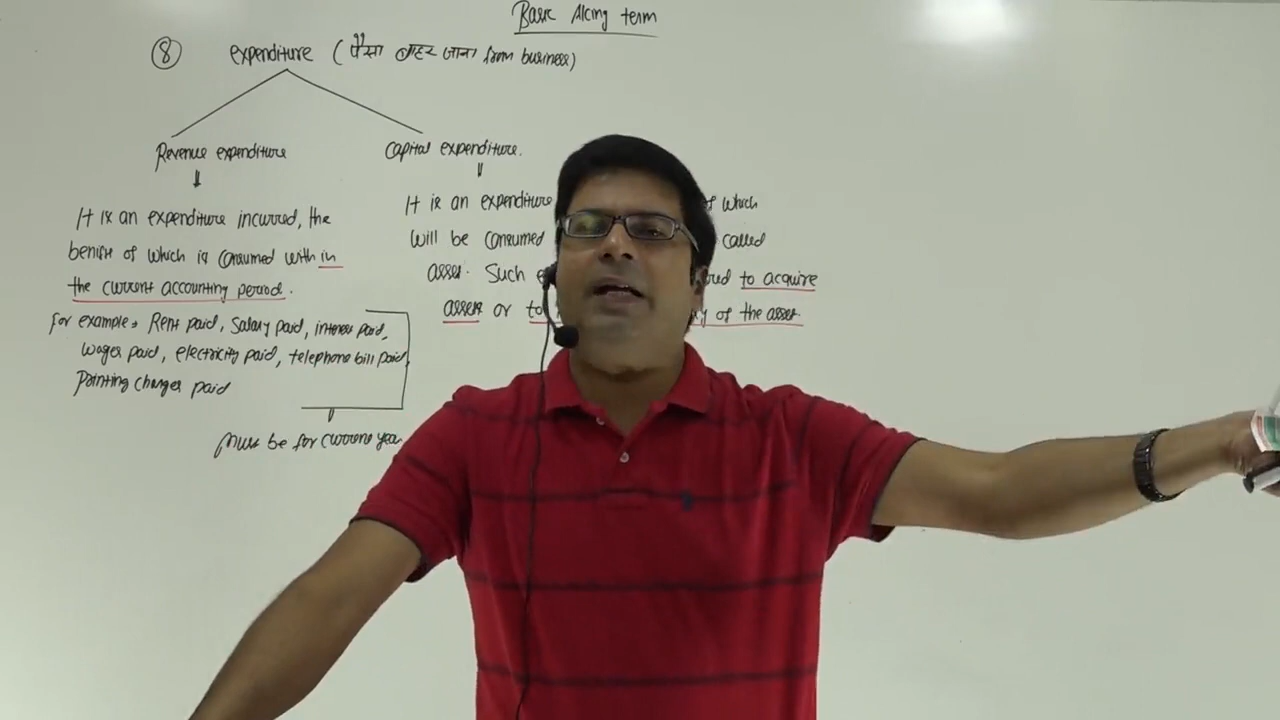 Basic A/cing term
⑧ expenditure (पैसा बाहर जाना from business)
Revenue expenditure
Capital expenditure.
It is an expenditure incurred, the
benefit of which is consumed with in
the current accounting period.
for example → Rent paid, Salary paid, interest paid,
wages paid, electricity paid, telephone bill paid,
Printing charges paid
Must be for current year
It is an expenditure of which
will be consumed called
asset. Such to acquire
assets or to of the asset.